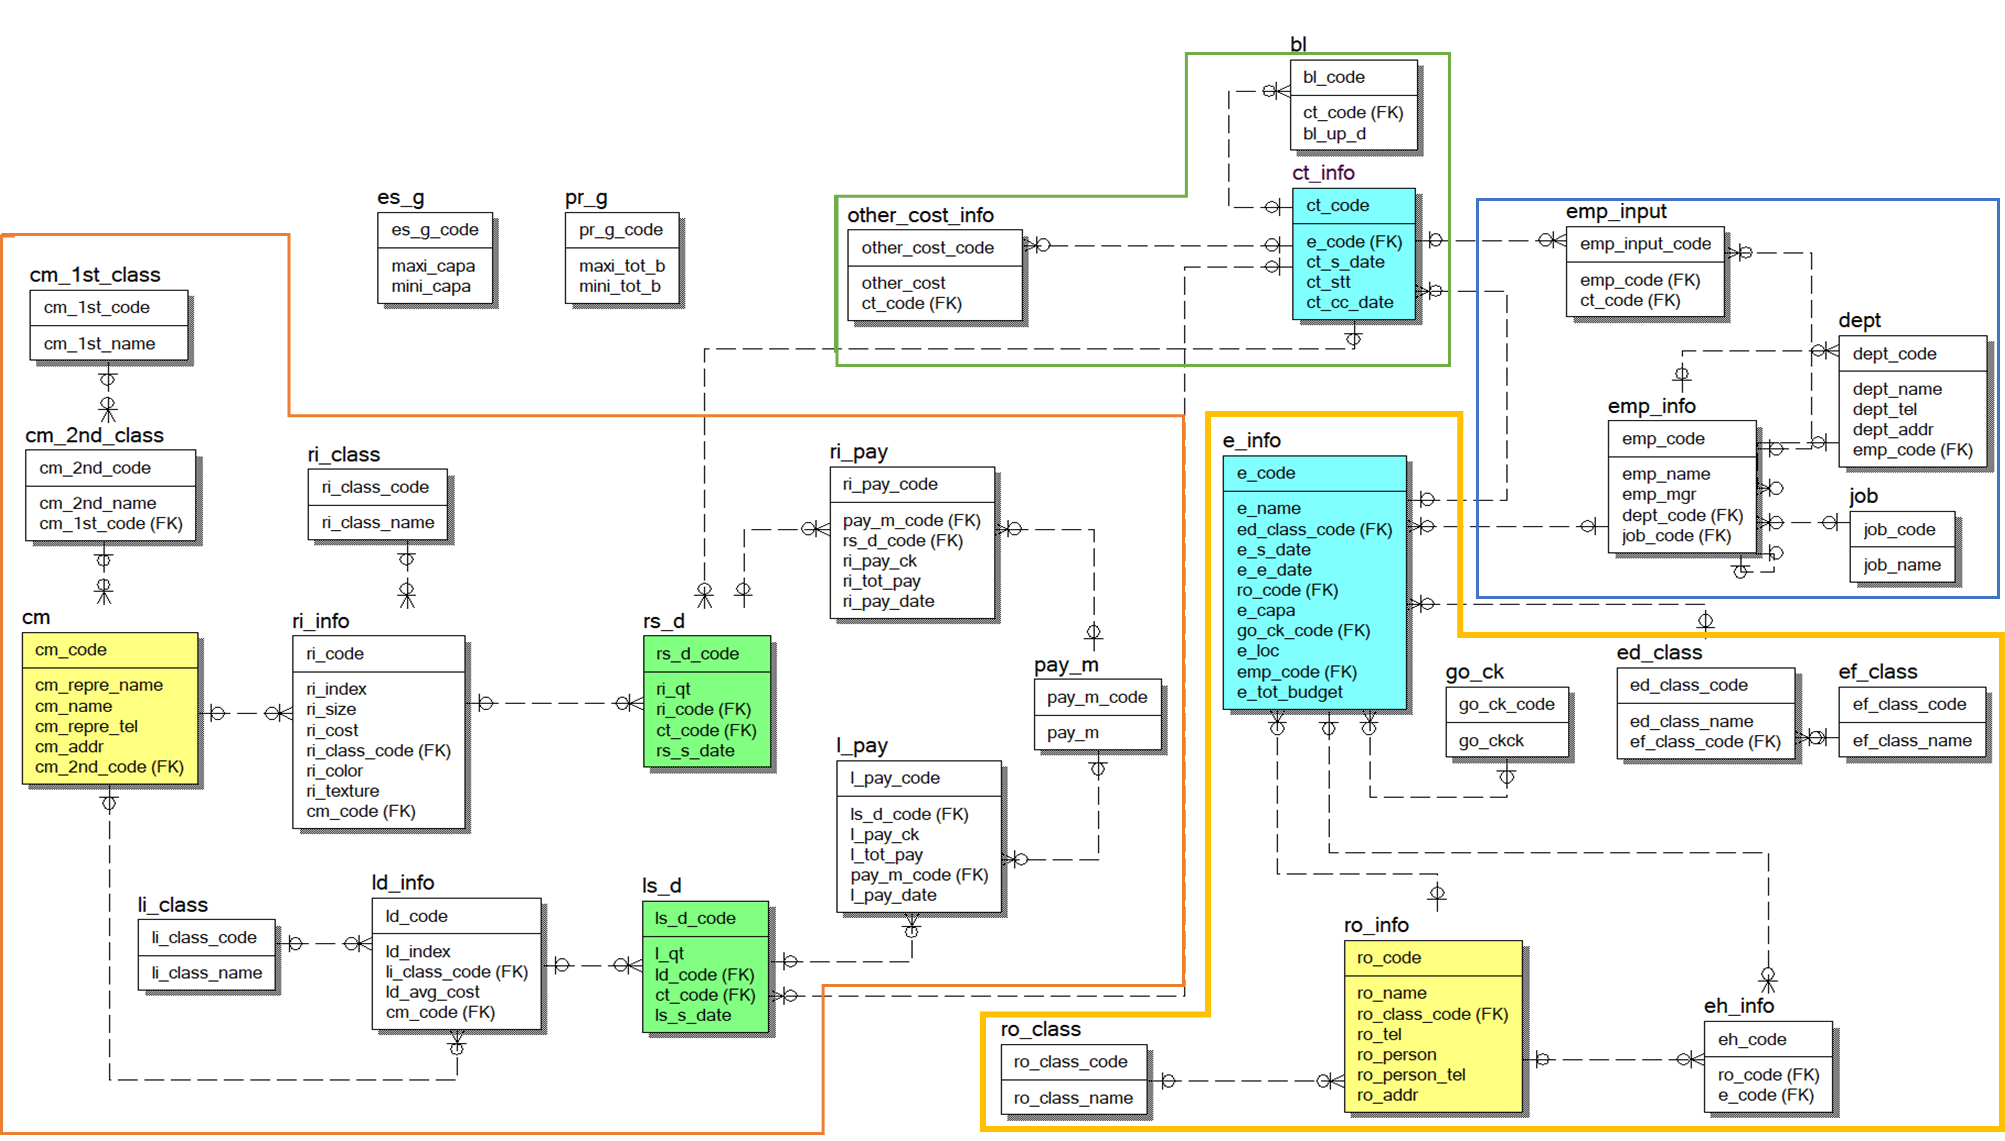 bl
bl_code
ct_code (FK)
bl_up_d
ct_info
ct_code
e_code (FK)
ct_s_date
ct_stt
ct_cc_date
es_g
es_g_code
maxi_capa
mini_capa
pr_g
pr_g_code
maxi_tot_b
mini_tot_b
other_cost_info
other_cost_code
other_cost
ct_code (FK)
emp_input
emp_input_code
emp_code (FK)
ct_code (FK)
dept
dept_code
dept_name
dept_tel
dept_addr
emp_code (FK)
emp_info
emp_code
emp_name
emp_mgr
dept_code (FK)
job_code (FK)
job
job_code
job_name
cm_1st_class
cm_1st_code
cm_1st_name
cm_2nd_class
cm_2nd_code
cm_2nd_name
cm_1st_code (FK)
ri_class
ri_class_code
ri_class_name
ri_pay
ri_pay_code
pay_m_code (FK)
rs_d_code (FK)
ri_pay_ck
ri_tot_pay
ri_pay_date
e_info
e_code
e_name
ed_class_code (FK)
e_s_date
e_e_date
ro_code (FK)
e_capa
go_ck_code (FK)
e_loc
emp_code (FK)
e_tot_budget
cm
cm_code
cm_repre_name
cm_name
cm_repre_tel
cm_addr
cm_2nd_code (FK)
ri_info
ri_code
ri_index
ri_size
ri_cost
ri_class_code (FK)
ri_color
ri_texture
cm_code (FK)
rs_d
rs_d_code
ri_qt
ri_code (FK)
ct_code (FK)
rs_s_date
pay_m
pay_m_code
pay_m
go_ck
go_ck_code
go_ckck
ed_class
ed_class_code
ed_class_name
ef_class_code (FK)
ef_class
ef_class_code
ef_class_name
l_pay
l_pay_code
ls_d_code (FK)
l_pay_ck
l_tot_pay
pay_m_code (FK)
l_pay_date
li_class
li_class_code
li_class_name
ld_info
ld_code
ld_index
li_class_code (FK)
ld_avg_cost
cm_code (FK)
ls_d
ls_d_code
l_qt
ld_code (FK)
ct_code (FK)
ls_s_date
ro_class
ro_class_code
ro_class_name
ro_info
ro_code
ro_name
ro_class_code (FK)
ro_tel
ro_person
ro_person_tel
ro_addr
eh_info
eh_code
ro_code (FK)
e_code (FK)